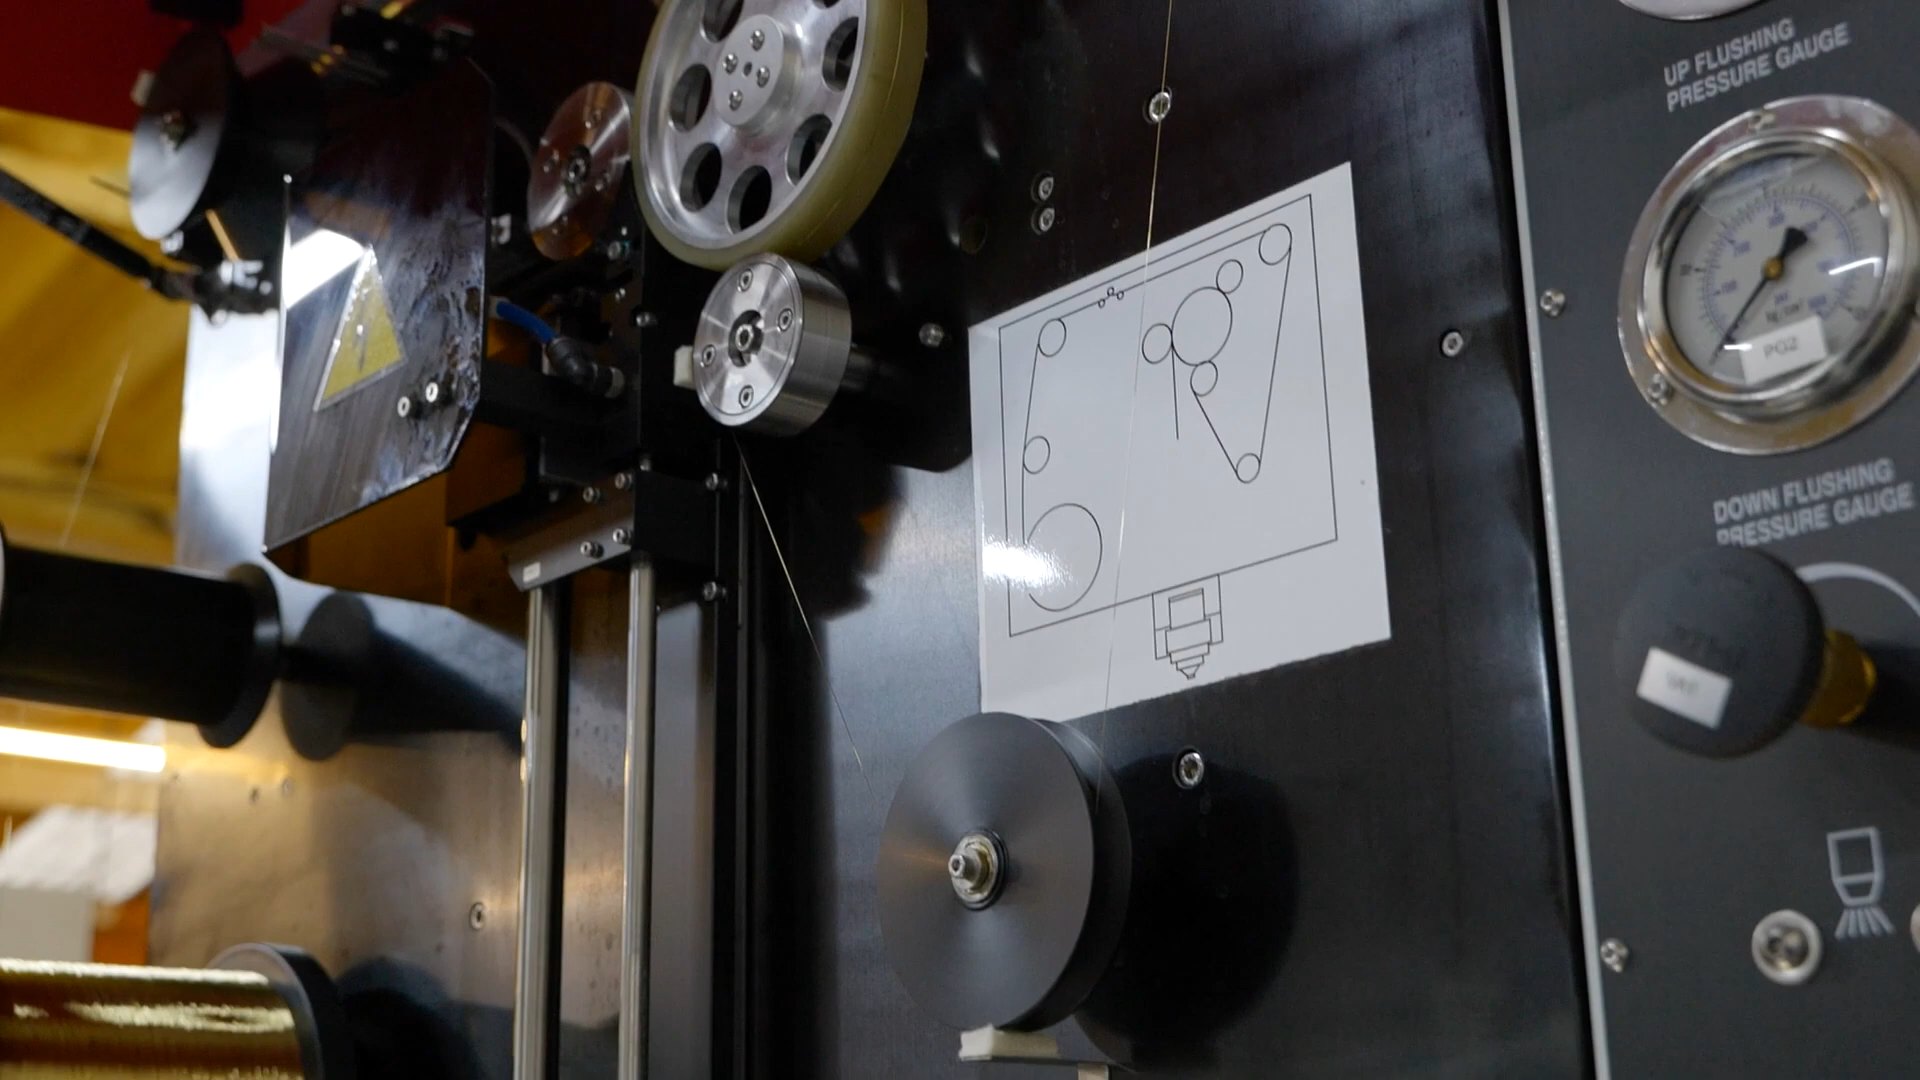 UP FLUSHING
PRESSURE GAUGE
PG2
DOWN FLUSHING
PRESSURE GAUGE